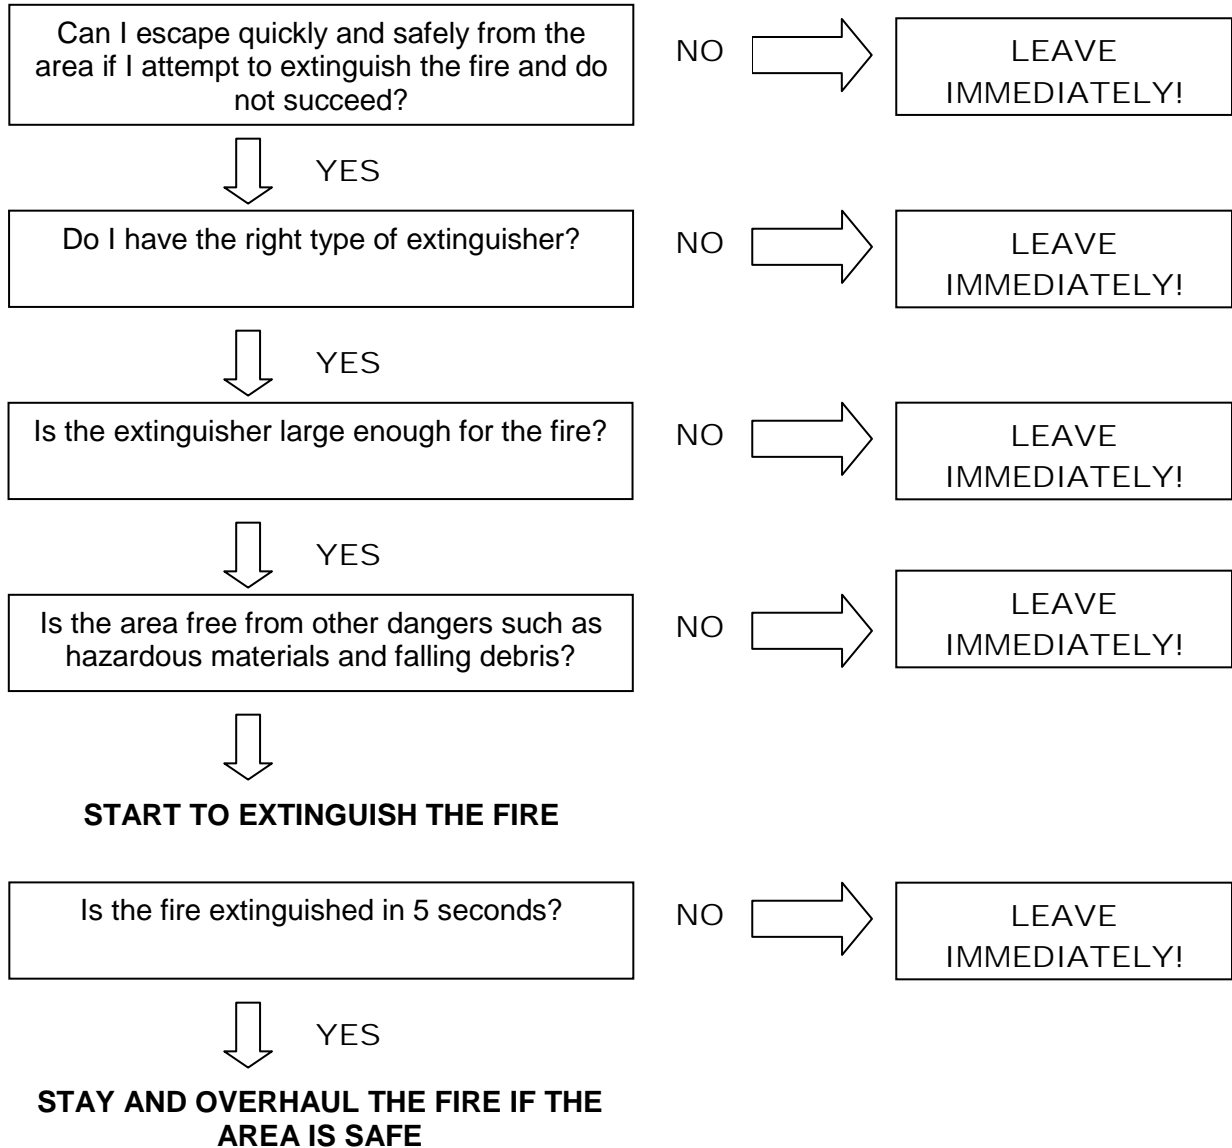 Can I escape quickly and safely from the
area if I attempt to extinguish the fire and do
not succeed?
NO
LEAVE
IMMEDIATELY!
YES
Do I have the right type of extinguisher?
NO
LEAVE
IMMEDIATELY!
YES
Is the extinguisher large enough for the fire?
NO
LEAVE
IMMEDIATELY!
YES
Is the area free from other dangers such as
hazardous materials and falling debris?
NO
LEAVE
IMMEDIATELY!
START TO EXTINGUISH THE FIRE
Is the fire extinguished in 5 seconds?
NO
LEAVE
IMMEDIATELY!
YES
STAY AND OVERHAUL THE FIRE IF THE
AREA IS SAFE